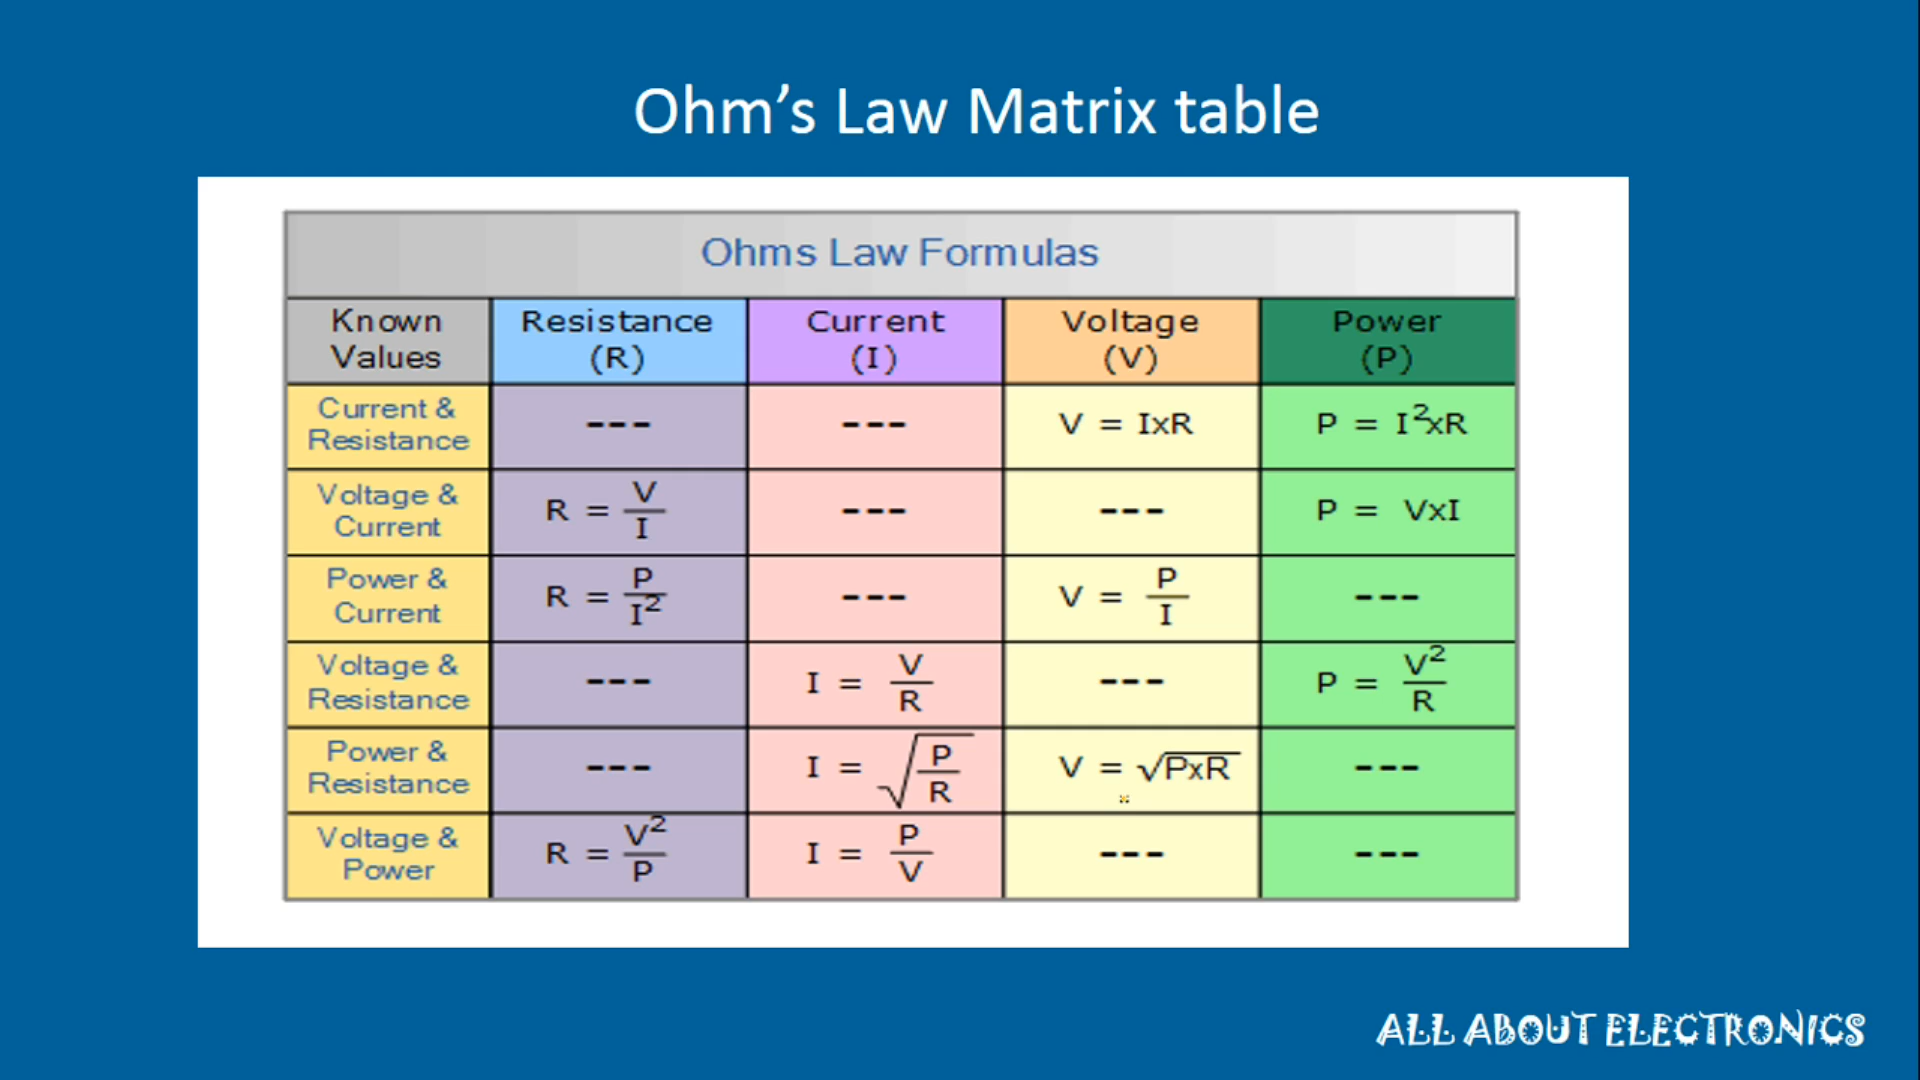 Ohm’s Law Matrix table
Ohms Law Formulas
Known Values Resistance (R) Current (I) Voltage (V) Power (P)
Current & Resistance --- --- V = IxR P = I²xR
Voltage & Current R = V/I --- --- P = VxI
Power & Current R = P/I² --- V = P/I ---
Voltage & Resistance --- I = V/R --- P = V²/R
Power & Resistance --- I = √(P/R) V = √PxR ---
Voltage & Power R = V²/P I = P/V --- ---
ALL ABOUT ELECTRONICS